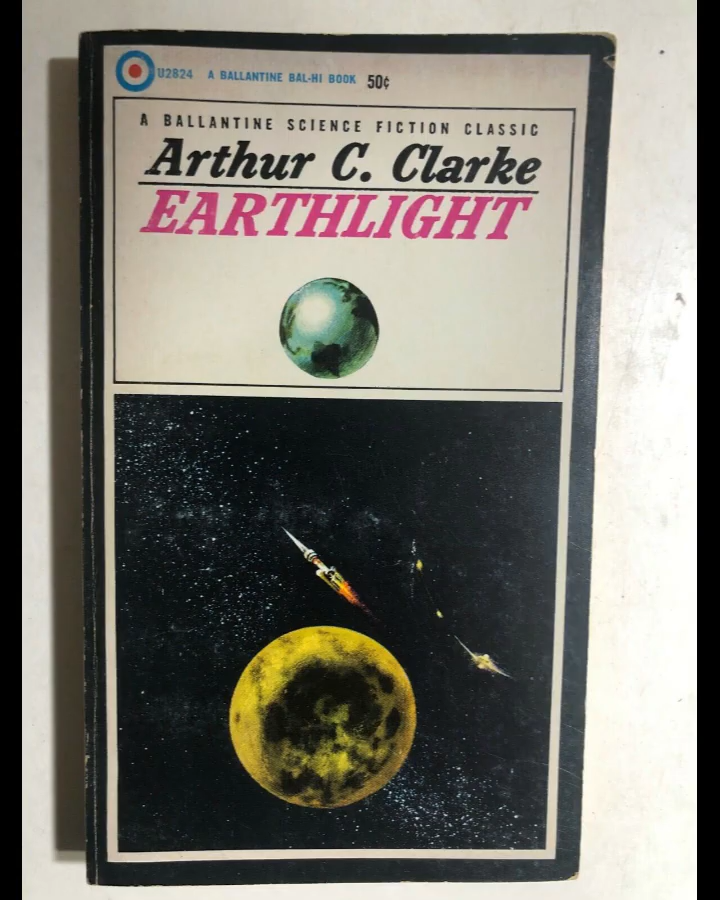 U2824 A BALLANTINE BAL-HI BOOK 50¢
A BALLANTINE SCIENCE FICTION CLASSIC
Arthur C. Clarke
EARTHLIGHT